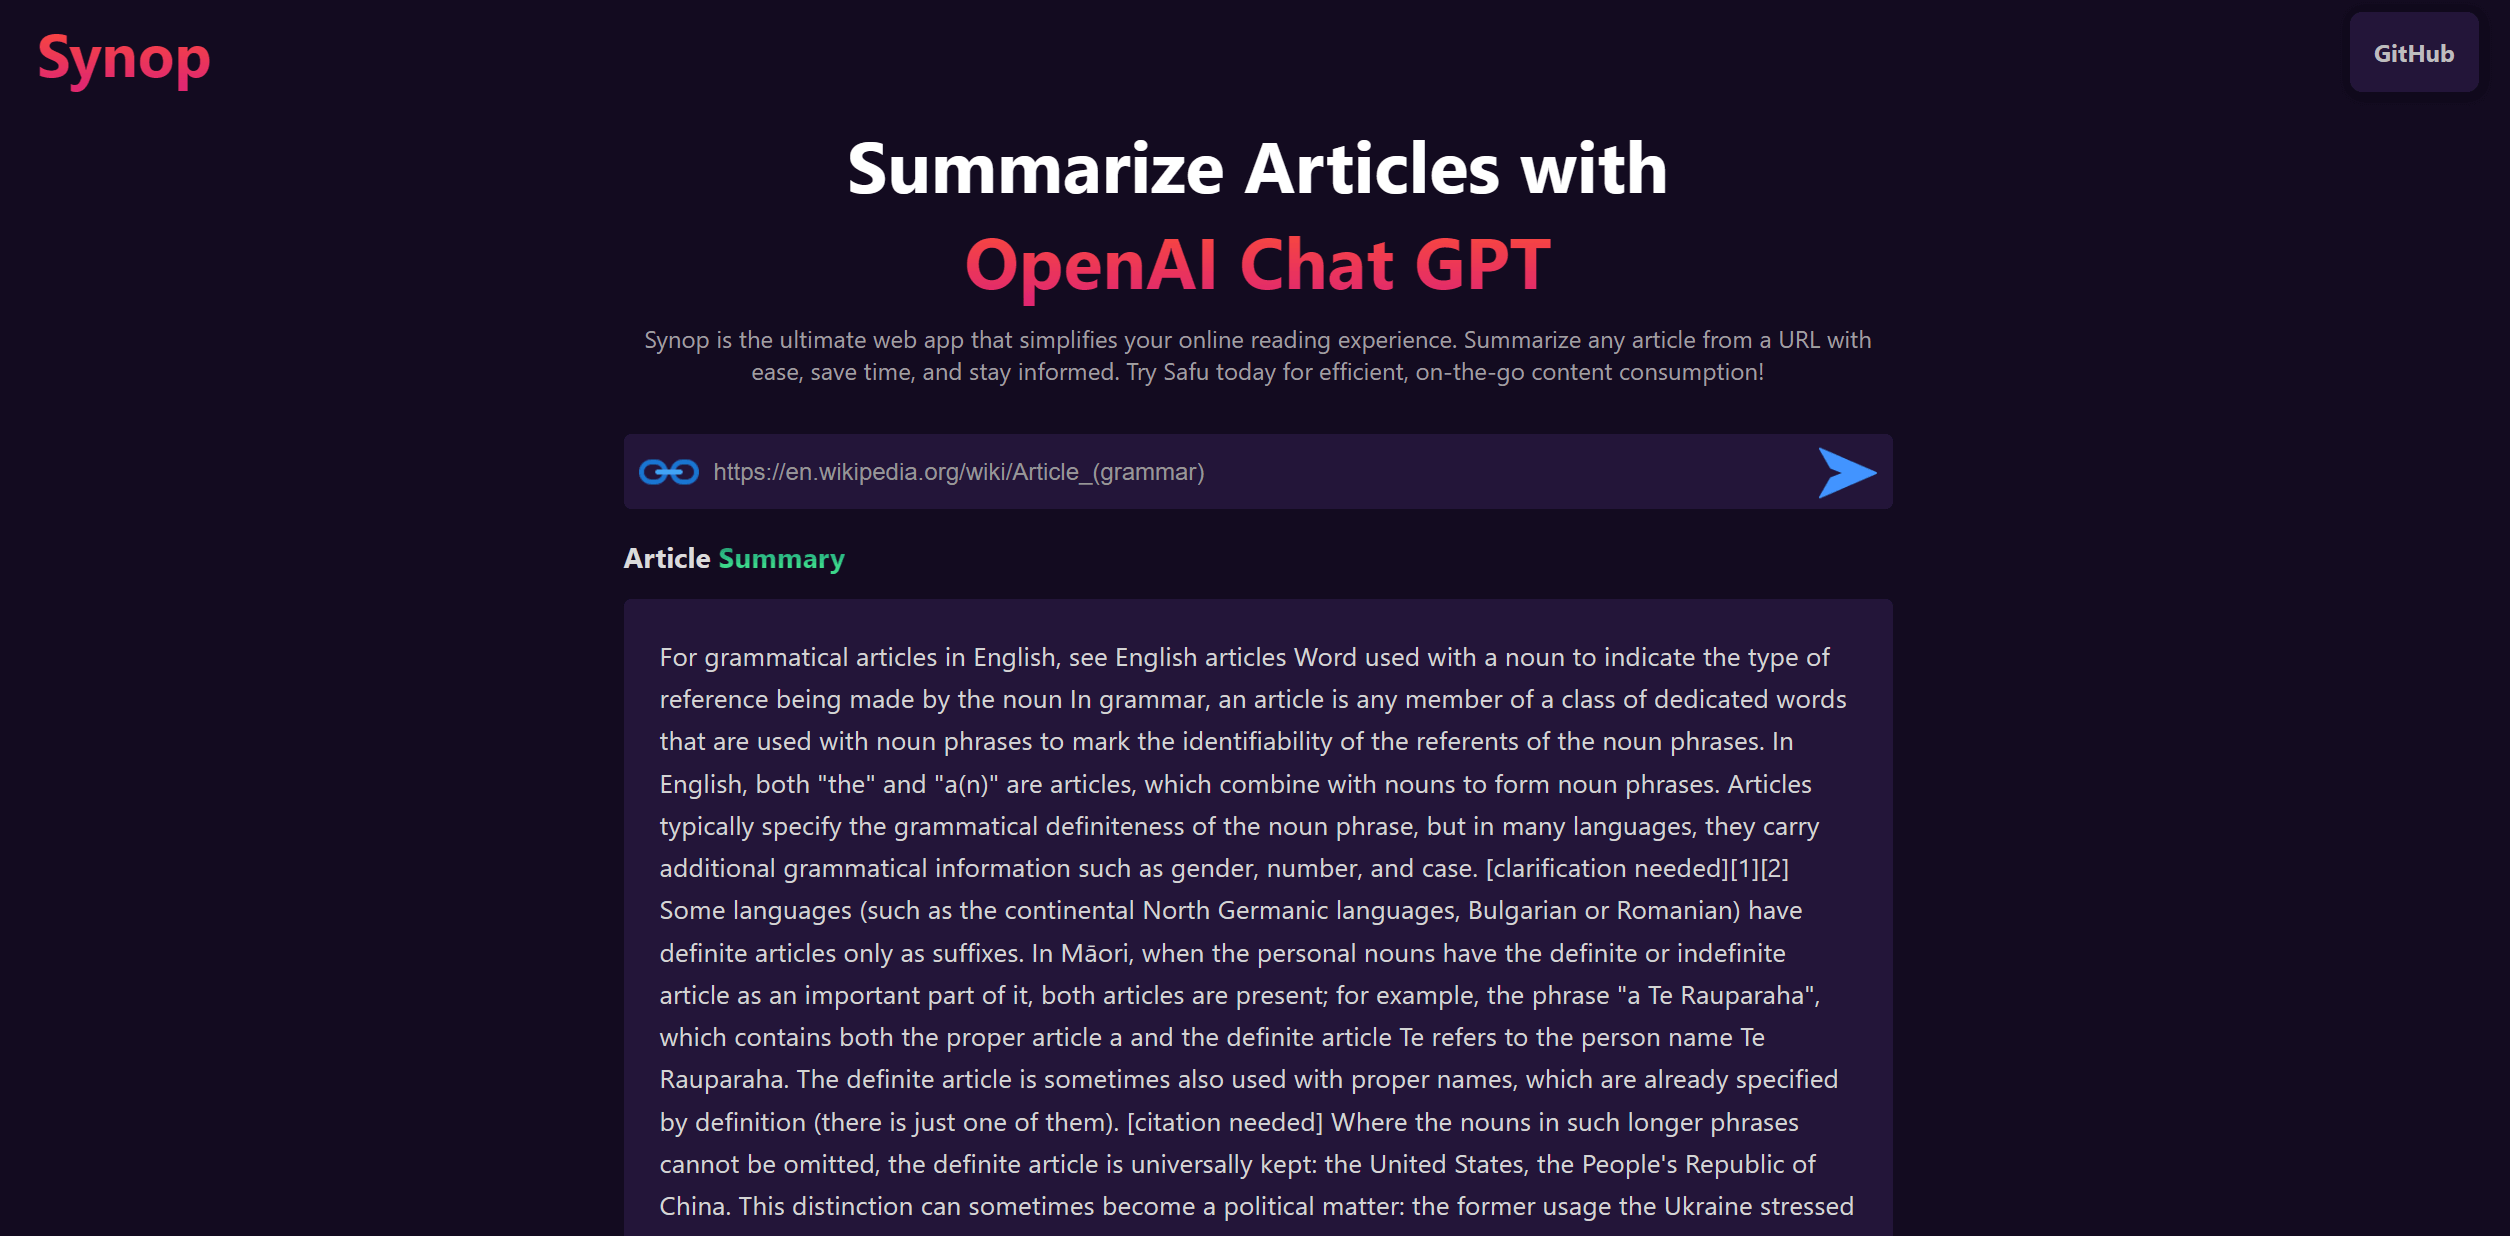 Synop
GitHub
Summarize Articles with
OpenAI Chat GPT
Synop is the ultimate web app that simplifies your online reading experience. Summarize any article from a URL with
ease, save time, and stay informed. Try Safu today for efficient, on-the-go content consumption!
https://en.wikipedia.org/wiki/Article_(grammar)
Article Summary
For grammatical articles in English, see English articles Word used with a noun to indicate the type of
reference being made by the noun In grammar, an article is any member of a class of dedicated words
that are used with noun phrases to mark the identifiability of the referents of the noun phrases. In
English, both "the" and "a(n)" are articles, which combine with nouns to form noun phrases. Articles
typically specify the grammatical definiteness of the noun phrase, but in many languages, they carry
additional grammatical information such as gender, number, and case. [clarification needed][1][2]
Some languages (such as the continental North Germanic languages, Bulgarian or Romanian) have
definite articles only as suffixes. In Māori, when the personal nouns have the definite or indefinite
article as an important part of it, both articles are present; for example, the phrase "a Te Rauparaha",
which contains both the proper article a and the definite article Te refers to the person name Te
Rauparaha. The definite article is sometimes also used with proper names, which are already specified
by definition (there is just one of them). [citation needed] Where the nouns in such longer phrases
cannot be omitted, the definite article is universally kept: the United States, the People's Republic of
China. This distinction can sometimes become a political matter: the former usage the Ukraine stressed